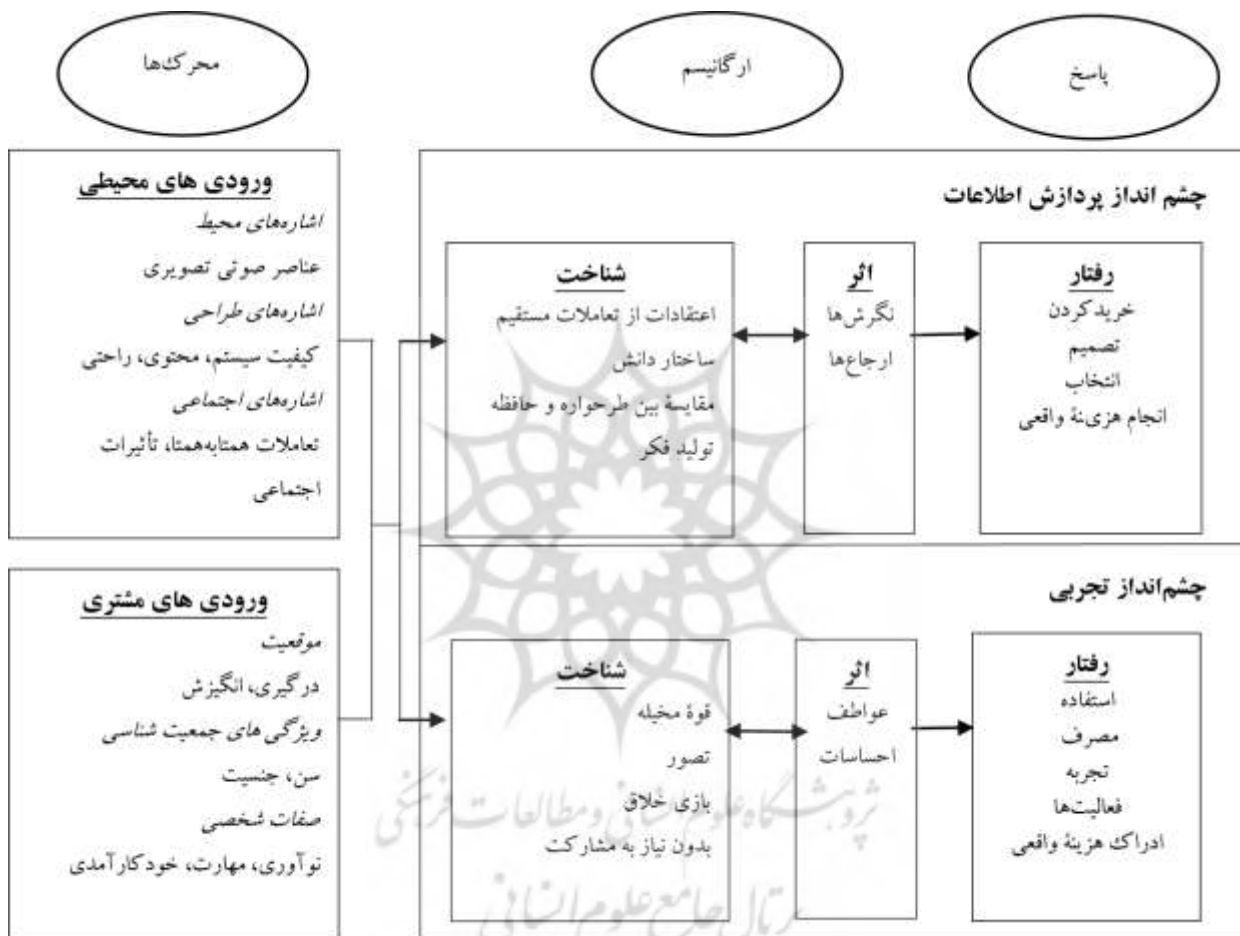 محرک‌ها
ارگانیسم
پاسخ
ورودی های محیطی
اشاره‌های محیط
عناصر صوتی تصویری
اشاره‌های طراحی
کیفیت سیستم، محتوی، راحتی
اشاره‌های اجتماعی
تعاملات همتابه‌همتا، تأثیرات
اجتماعی
ورودی های مشتری
موقعیت
درگیری، انگیزش
ویژگی های جمعیت شناسی
سن، جنسیت
صفات شخصی
نوآوری، مهارت، خودکارآمدی
چشم انداز پردازش اطلاعات
شناخت
اعتقادات از تعاملات مستقیم
ساختار دانش
مقایسۀ بین طرحواره و حافظه
تولید فکر
اثر
نگرش‌ها
ارجاع‌ها
رفتار
خریدکردن
تصمیم
انتخاب
انجام هزینۀ واقعی
چشم‌انداز تجربی
شناخت
قوۀ مخیله
تصور
بازی خلاق
بدون نیاز به مشارکت
اثر
عواطف
احساسات
رفتار
استفاده
مصرف
تجربه
فعالیت‌ها
ادراک هزینۀ واقعی
پژوهشگاه علوم انسانی و مطالعات فرهنگی
پرتال جامع علوم انسانی